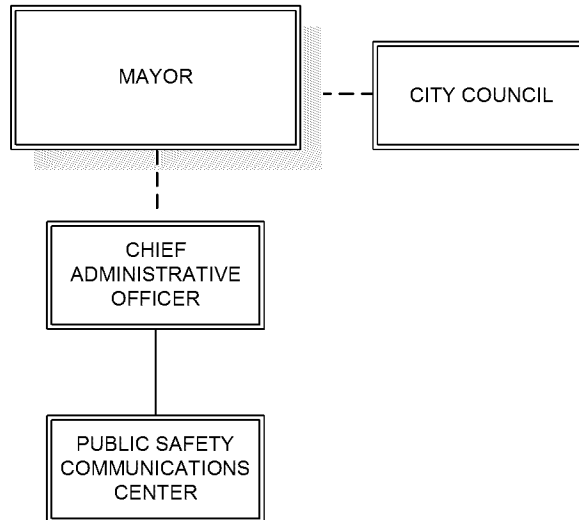 MAYOR
CITY COUNCIL
CHIEF
ADMINISTRATIVE
OFFICER
PUBLIC SAFETY
COMMUNICATIONS
CENTER